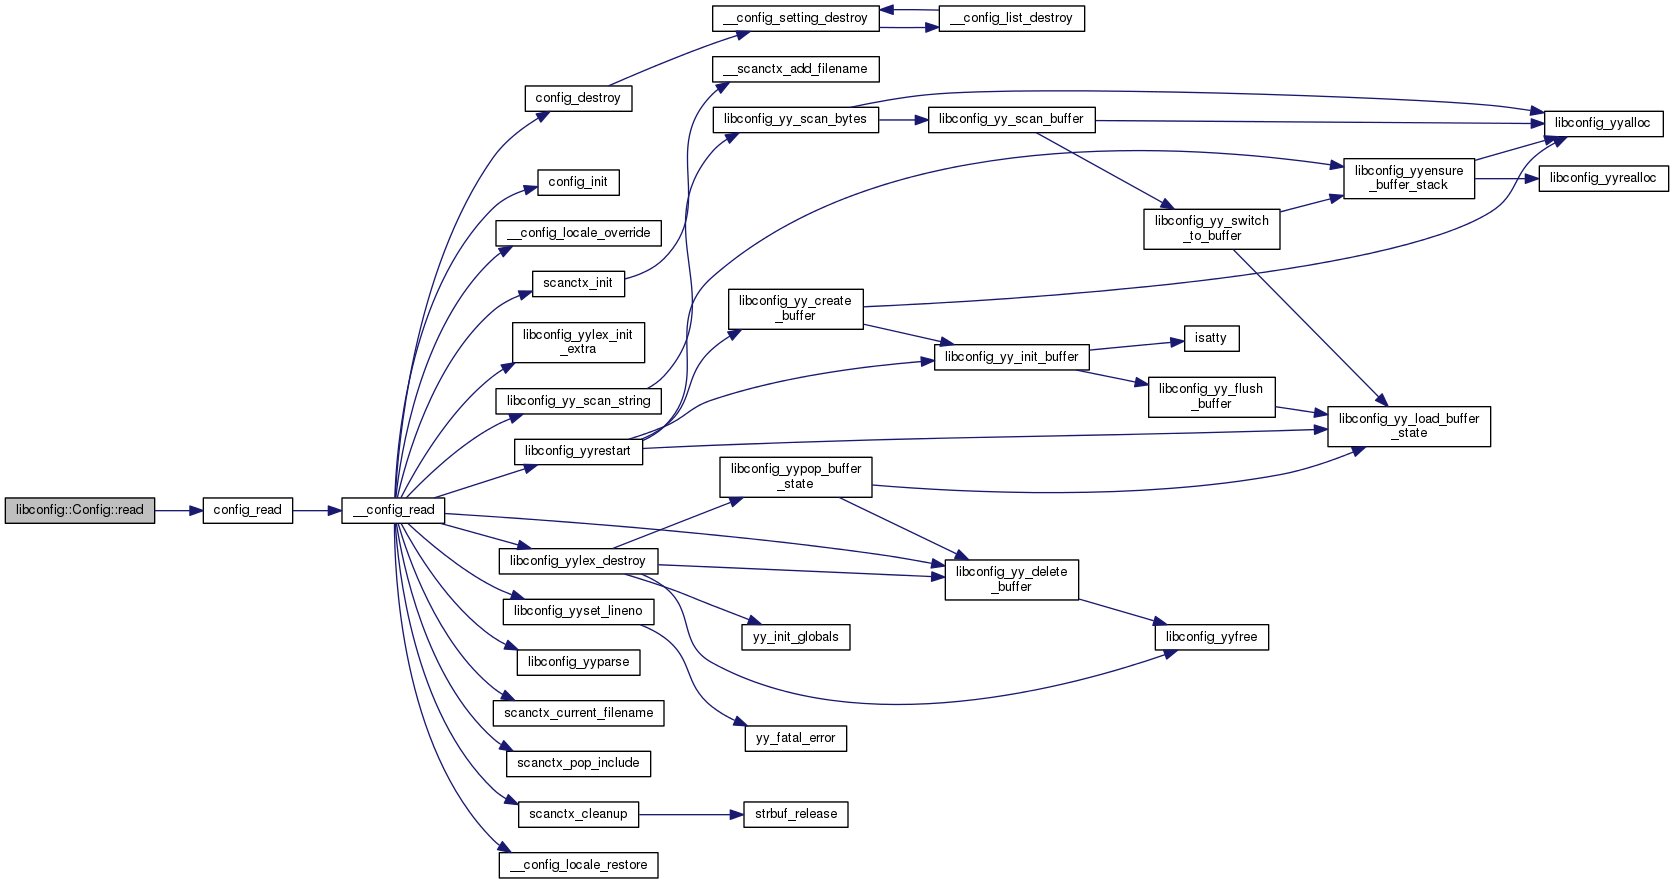 __config_setting_destroy
__config_list_destroy
__scanctx_add_filename
config_destroy
libconfig_yy_scan_bytes
libconfig_yy_scan_buffer
libconfig_yyalloc
config_init
libconfig_yyensure
_buffer_stack
libconfig_yyrealloc
__config_locale_override
libconfig_yy_switch
_to_buffer
scanctx_init
libconfig_yy_create
_buffer
libconfig_yylex_init
_extra
isatty
libconfig_yy_init_buffer
libconfig_yy_scan_string
libconfig_yy_flush
_buffer
libconfig_yy_load_buffer
_state
libconfig_yyrestart
libconfig_yypop_buffer
_state
libconfig::Config::read
config_read
__config_read
libconfig_yylex_destroy
libconfig_yy_delete
_buffer
libconfig_yyset_lineno
yy_init_globals
libconfig_yyfree
libconfig_yyparse
scanctx_current_filename
yy_fatal_error
scanctx_pop_include
scanctx_cleanup
strbuf_release
__config_locale_restore